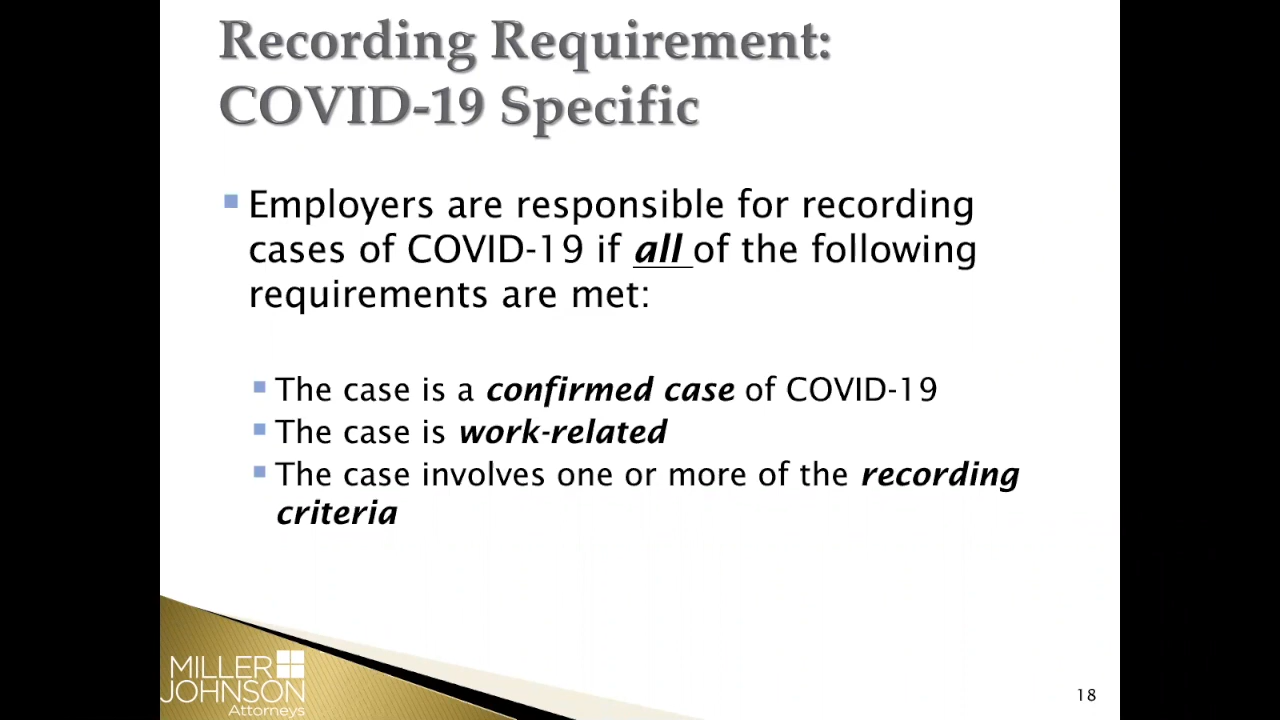 Recording Requirement:
COVID-19 Specific
Employers are responsible for recording
cases of COVID-19 if all of the following
requirements are met:
The case is a confirmed case of COVID-19
The case is work-related
The case involves one or more of the recording
criteria
MILLER
JOHNSON
Attorneys
18